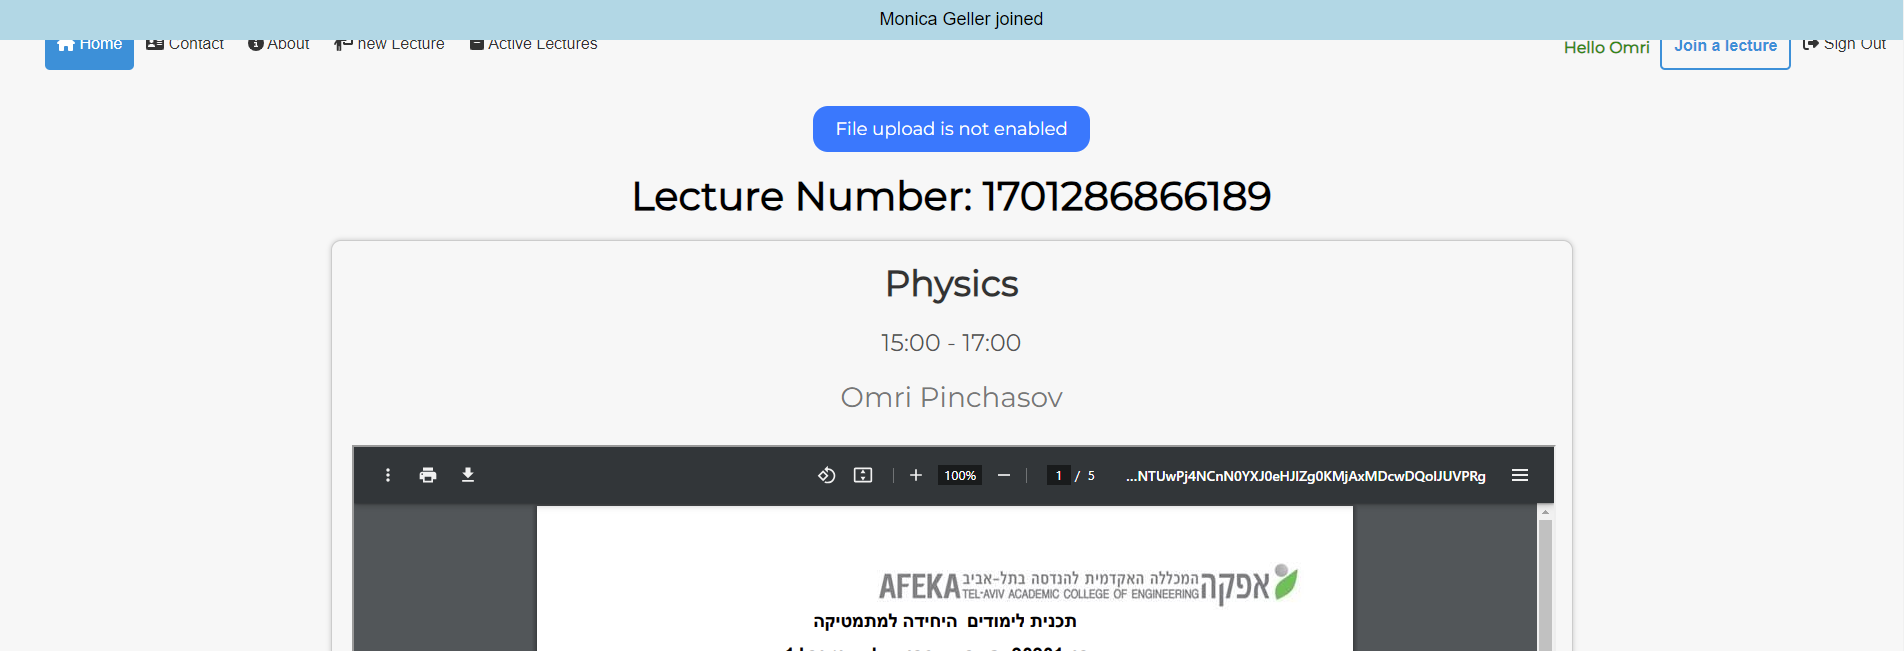 Monica Geller joined
Home Contact About new Lecture Active Lectures Hello Omri Join a lecture Sign Out
File upload is not enabled
Lecture Number: 1701286866189
Physics
15:00 - 17:00
Omri Pinchasov
100% 1 / 5 ...NTUwPj4NCnN0YXJ0eHJlZg0KMjAxMDcwDQolJUVPRg
AFEKA המכללה האקדמית להנדסה בתל-אביב אפקה
TEL-AVIV ACADEMIC COLLEGE OF ENGINEERING
תכנית לימודים היחידה למתמטיקה